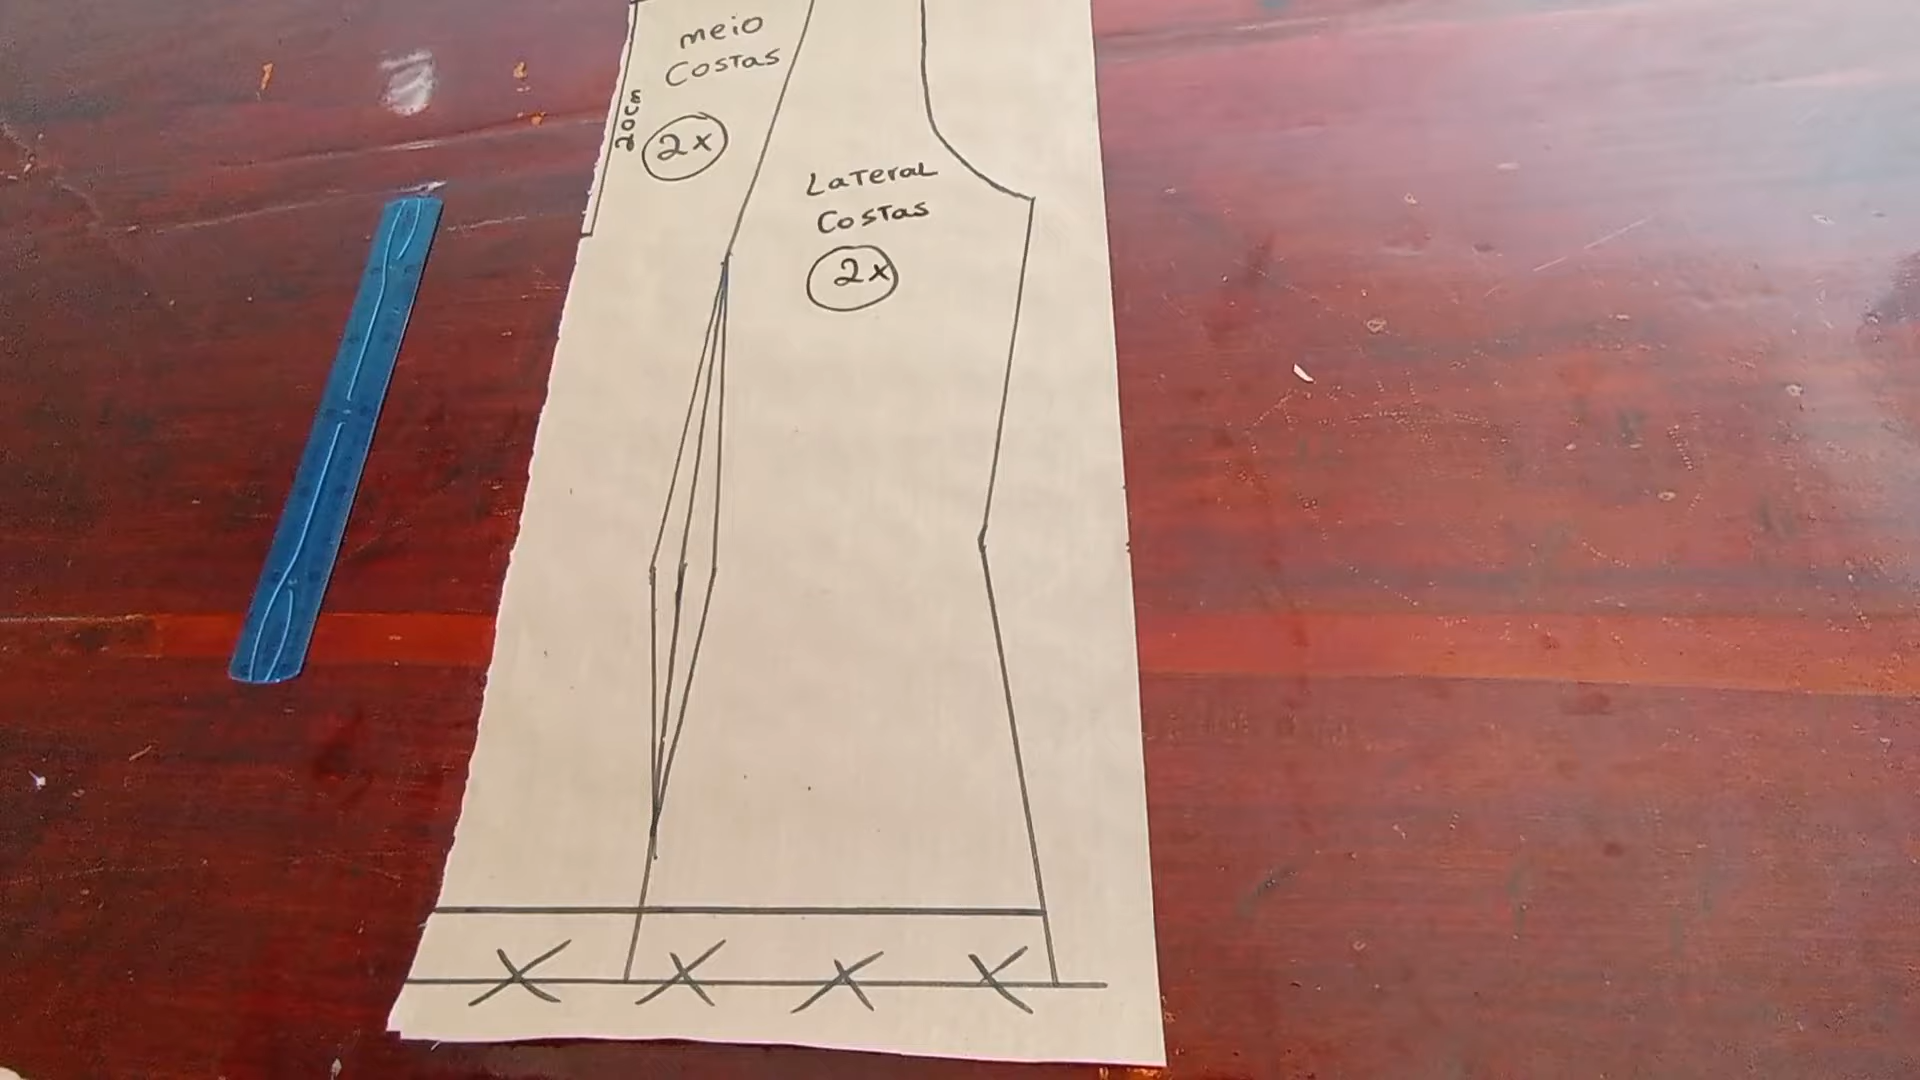 meio
Costas
20cm
2x
Lateral
Costas
2x